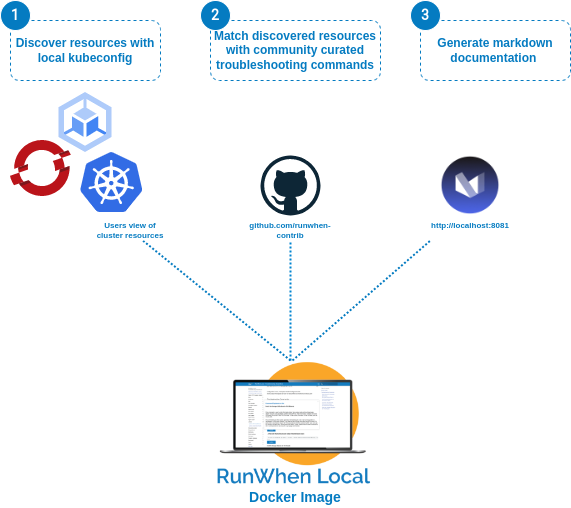 1
Discover resources with
local kubeconfig
2
Match discovered resources
with community curated
troubleshooting commands
3
Generate markdown
documentation
Users view of
cluster resources
github.com/runwhen-
contrib
http://localhost:8081
RunWhen Local
Docker Image